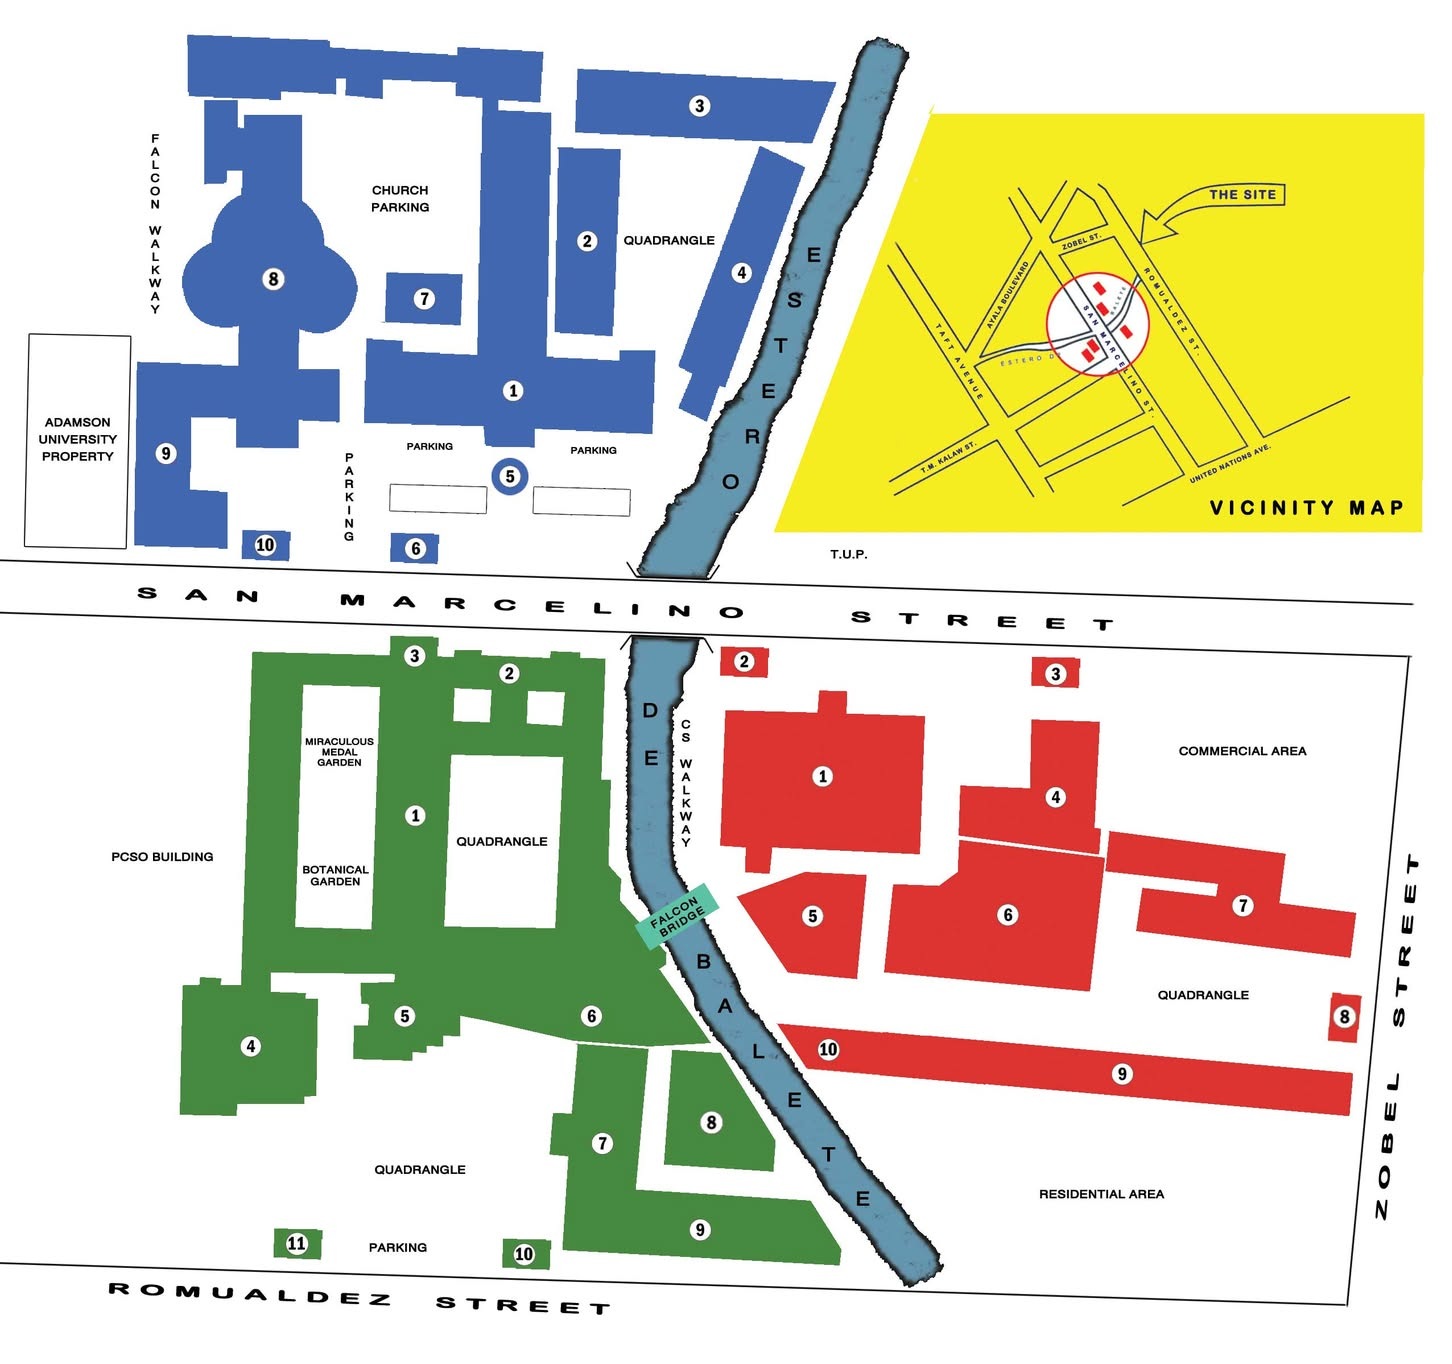 3
FALCON WALKWAY
CHURCH
PARKING
2
QUADRANGLE
4
8
7
1
ADAMSON
UNIVERSITY
PROPERTY
9
PARKING
PARKING
PARKING
5
10
6
ESTERO
THE SITE
ZOBEL ST.
AYALA BOULEVARD
ROMUALDEZ ST.
BALETE
SAN MARCELINO ST.
TAFT AVENUE
ESTERO DE
T.M. KALAW ST.
UNITED NATIONS AVE.
VICINITY MAP
T.U.P.
SAN MARCELINO STREET
3
2
MIRACULOUS
MEDAL
GARDEN
1
QUADRANGLE
BOTANICAL
GARDEN
PCSO BUILDING
4
5
6
7
8
QUADRANGLE
9
11
PARKING
10
DE
CS WALKWAY
FALCON
BRIDGE
BALETE
2
3
1
COMMERCIAL AREA
4
5
6
7
QUADRANGLE
8
10
9
RESIDENTIAL AREA
ZOBEL STREET
ROMUALDEZ STREET